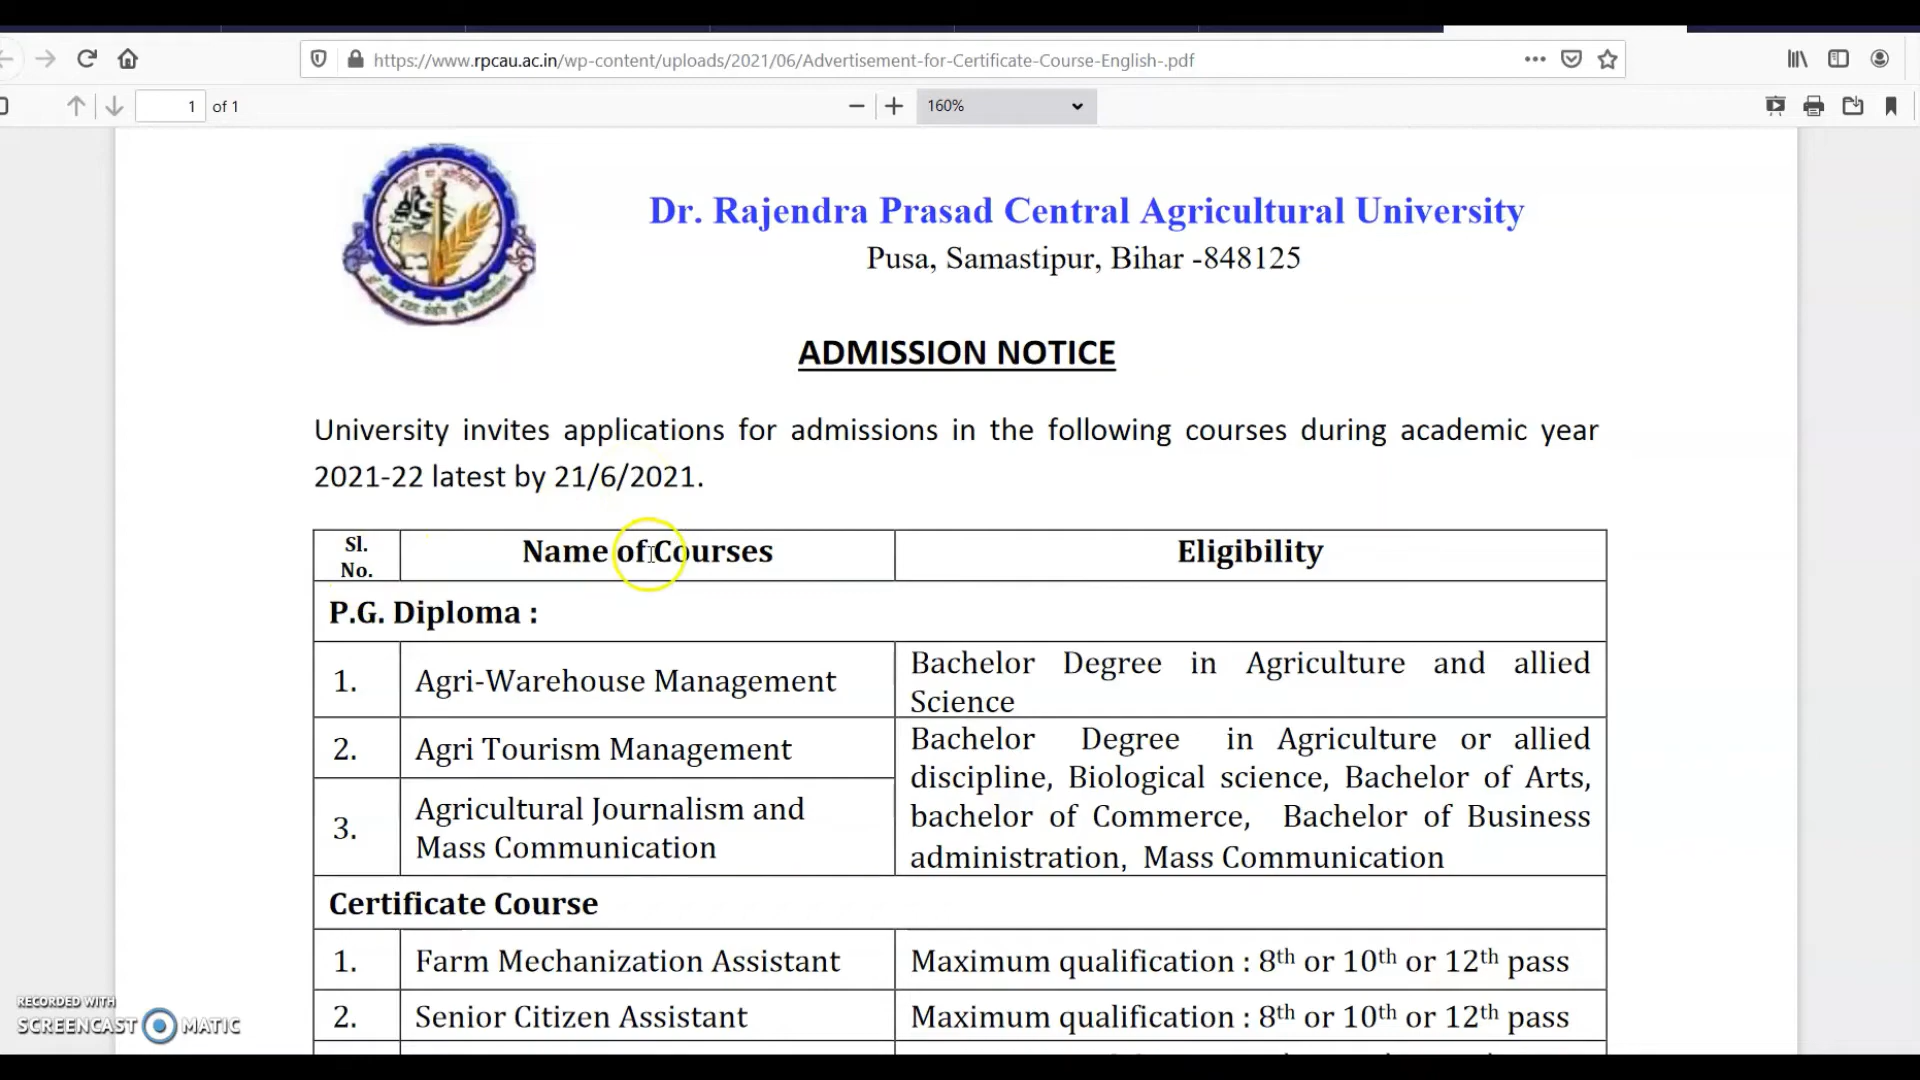 https://www.rpcau.ac.in/wp-content/uploads/2021/06/Advertisement-for-Certificate-Course-English-.pdf
1 of 1
160%
Dr. Rajendra Prasad Central Agricultural University
Pusa, Samastipur, Bihar -848125
ADMISSION NOTICE
University invites applications for admissions in the following courses during academic year
2021-22 latest by 21/6/2021.
Sl. No. Name of Courses Eligibility
P.G. Diploma :
1. Agri-Warehouse Management Bachelor Degree in Agriculture and allied
Science
2. Agri Tourism Management Bachelor Degree in Agriculture or allied
discipline, Biological science, Bachelor of Arts,
3. Agricultural Journalism and bachelor of Commerce, Bachelor of Business
Mass Communication administration, Mass Communication
Certificate Course
1. Farm Mechanization Assistant Maximum qualification : 8th or 10th or 12th pass
2. Senior Citizen Assistant Maximum qualification : 8th or 10th or 12th pass
RECORDED WITH
SCREENCAST MATIC